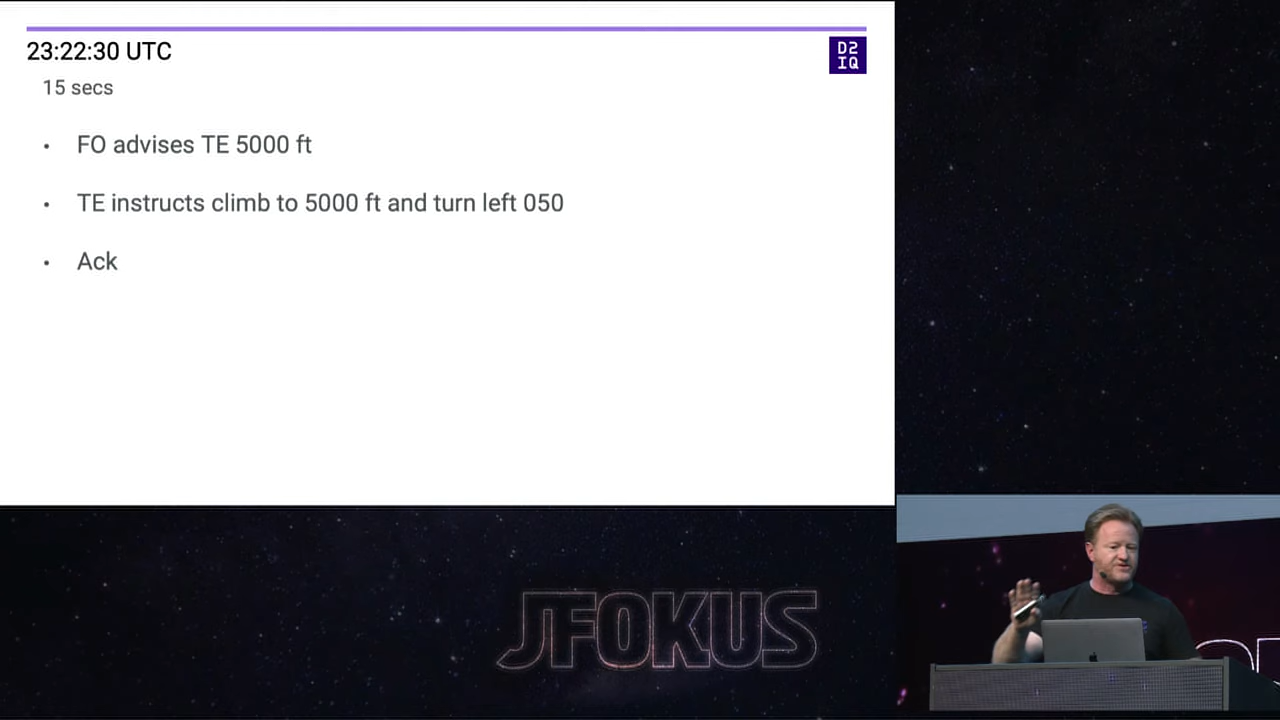 23:22:30 UTC
D2
IQ
15 secs
• FO advises TE 5000 ft
• TE instructs climb to 5000 ft and turn left 050
• Ack
JFOKUS